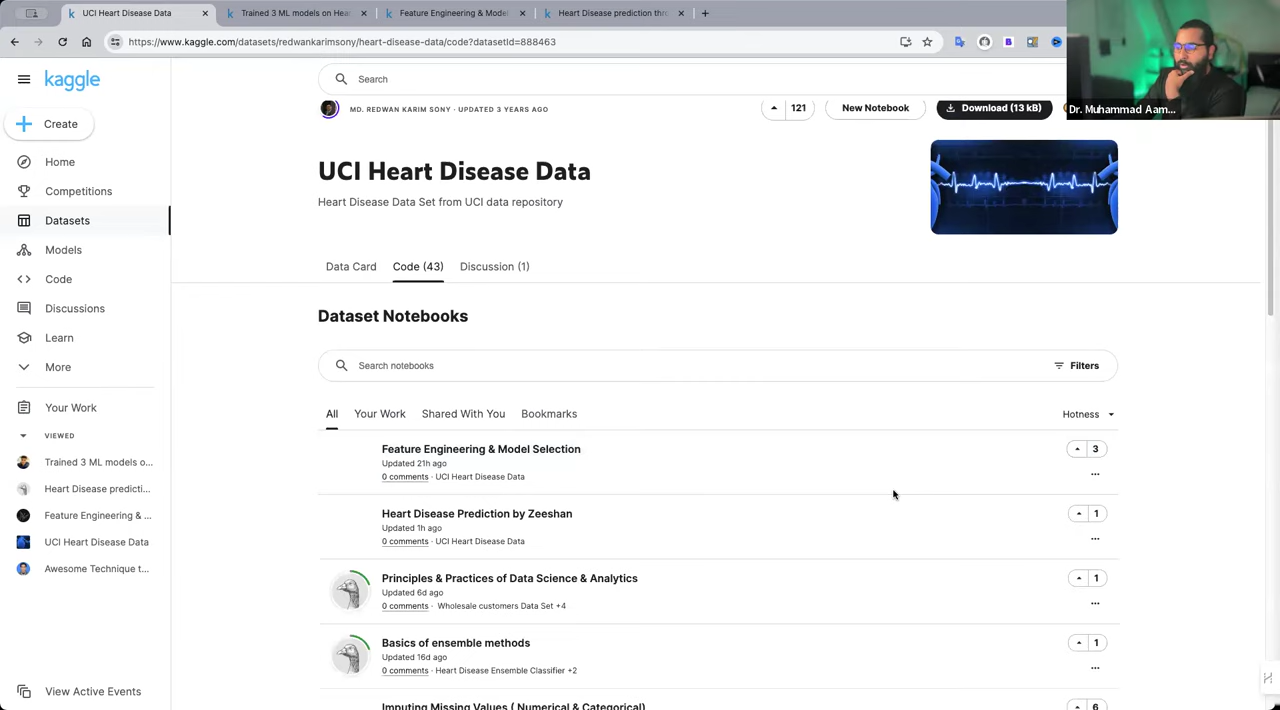 UCI Heart Disease Data
Trained 3 ML models on Hea
Feature Engineering & Model
Heart Disease prediction thr
https://www.kaggle.com/datasets/redwankarimsony/heart-disease-data/code?datasetId=888463
kaggle
Search
MD. REDWAN KARIM SONY · UPDATED 3 YEARS AGO
121
New Notebook
Download (13 kB)
Dr. Muhammad Aam...
Create
Home
Competitions
Datasets
Models
Code
Discussions
Learn
More
Your Work
VIEWED
Trained 3 ML models o...
Heart Disease predicti...
Feature Engineering & ...
UCI Heart Disease Data
Awesome Technique t...
View Active Events
UCI Heart Disease Data
Heart Disease Data Set from UCI data repository
Data Card
Code (43)
Discussion (1)
Dataset Notebooks
Search notebooks
Filters
All
Your Work
Shared With You
Bookmarks
Hotness
Feature Engineering & Model Selection
3
Updated 21h ago
0 comments · UCI Heart Disease Data
Heart Disease Prediction by Zeeshan
1
Updated 1h ago
0 comments · UCI Heart Disease Data
Principles & Practices of Data Science & Analytics
1
Updated 6d ago
0 comments · Wholesale customers Data Set +4
Basics of ensemble methods
1
Updated 16d ago
0 comments · Heart Disease Ensemble Classifier +2
Imputing Missing Values ( Numerical & Categorical)
6